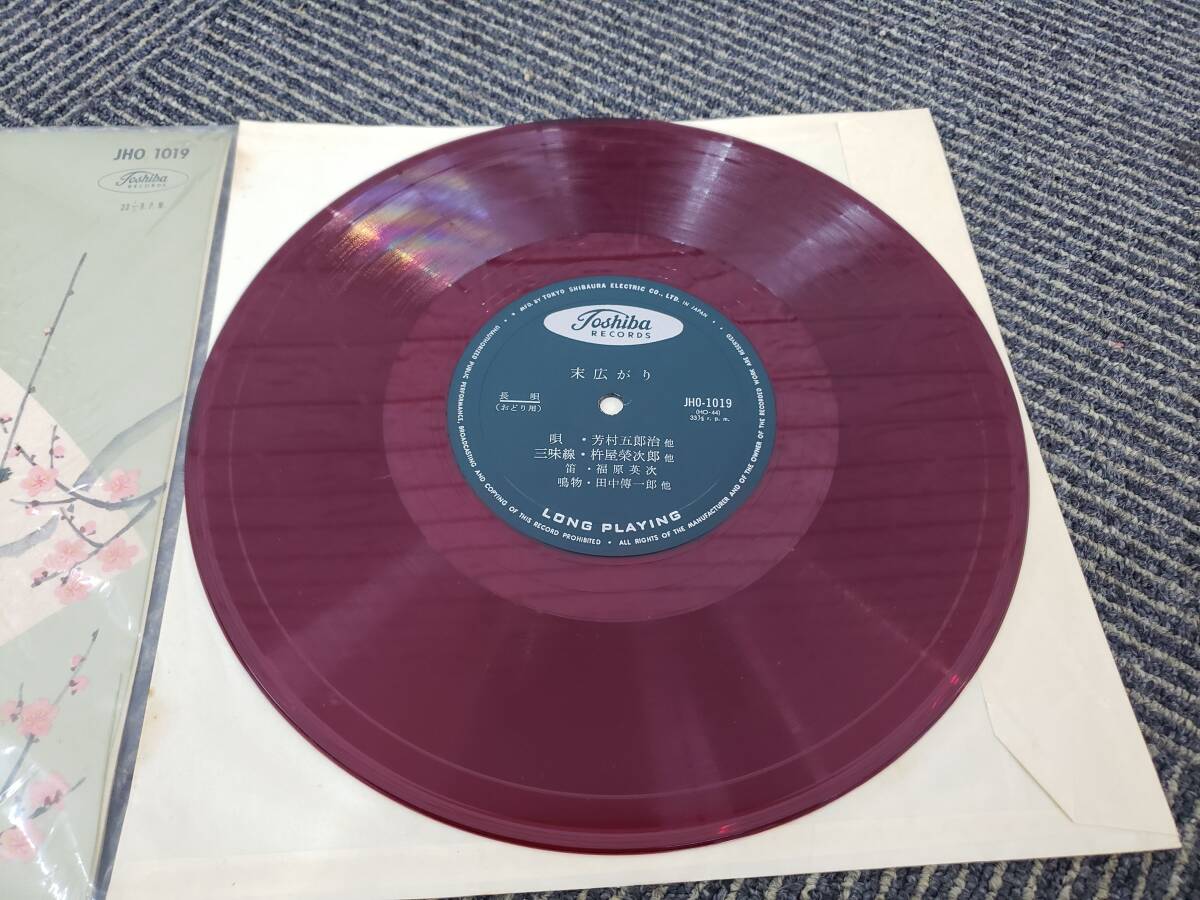 JHO 1019
Toshiba
RECORDS
33 ⅓ R.P.M.
• MFD. BY TOKYO SHIBAURA ELECTRIC CO., LTD. IN JAPAN •
Toshiba
RECORDS
末広がり
長唄
(おどり用)
JHO-1019
(HO-44)
33⅓ r. p. m.
唄・芳村五郎治 他
三味線・杵屋榮次郎 他
笛・福原英次
鳴物・田中傳一郎 他
LONG PLAYING
UNAUTHORIZED PUBLIC PERFORMANCE, BROADCASTING AND COPYING OF THIS RECORD PROHIBITED • ALL RIGHTS OF THE MANUFACTURER AND OF THE OWNER OF THE RECORDED WORK ARE RESERVED